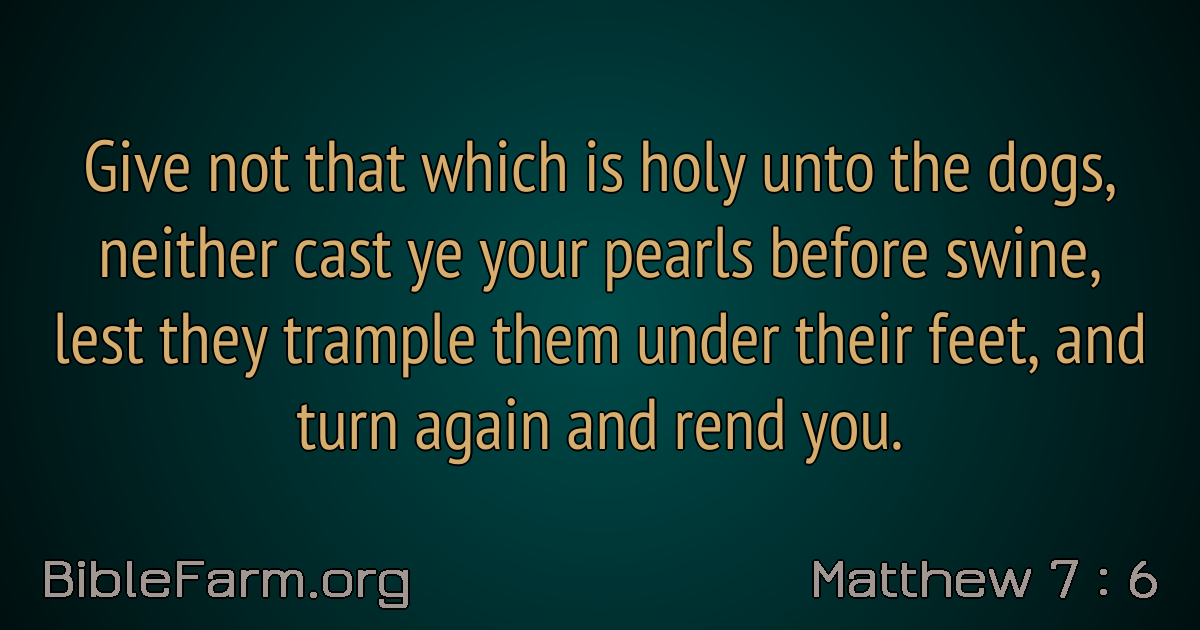 Give not that which is holy unto the dogs,
neither cast ye your pearls before swine,
lest they trample them under their feet, and
turn again and rend you.
BibleFarm.org
Matthew 7 : 6